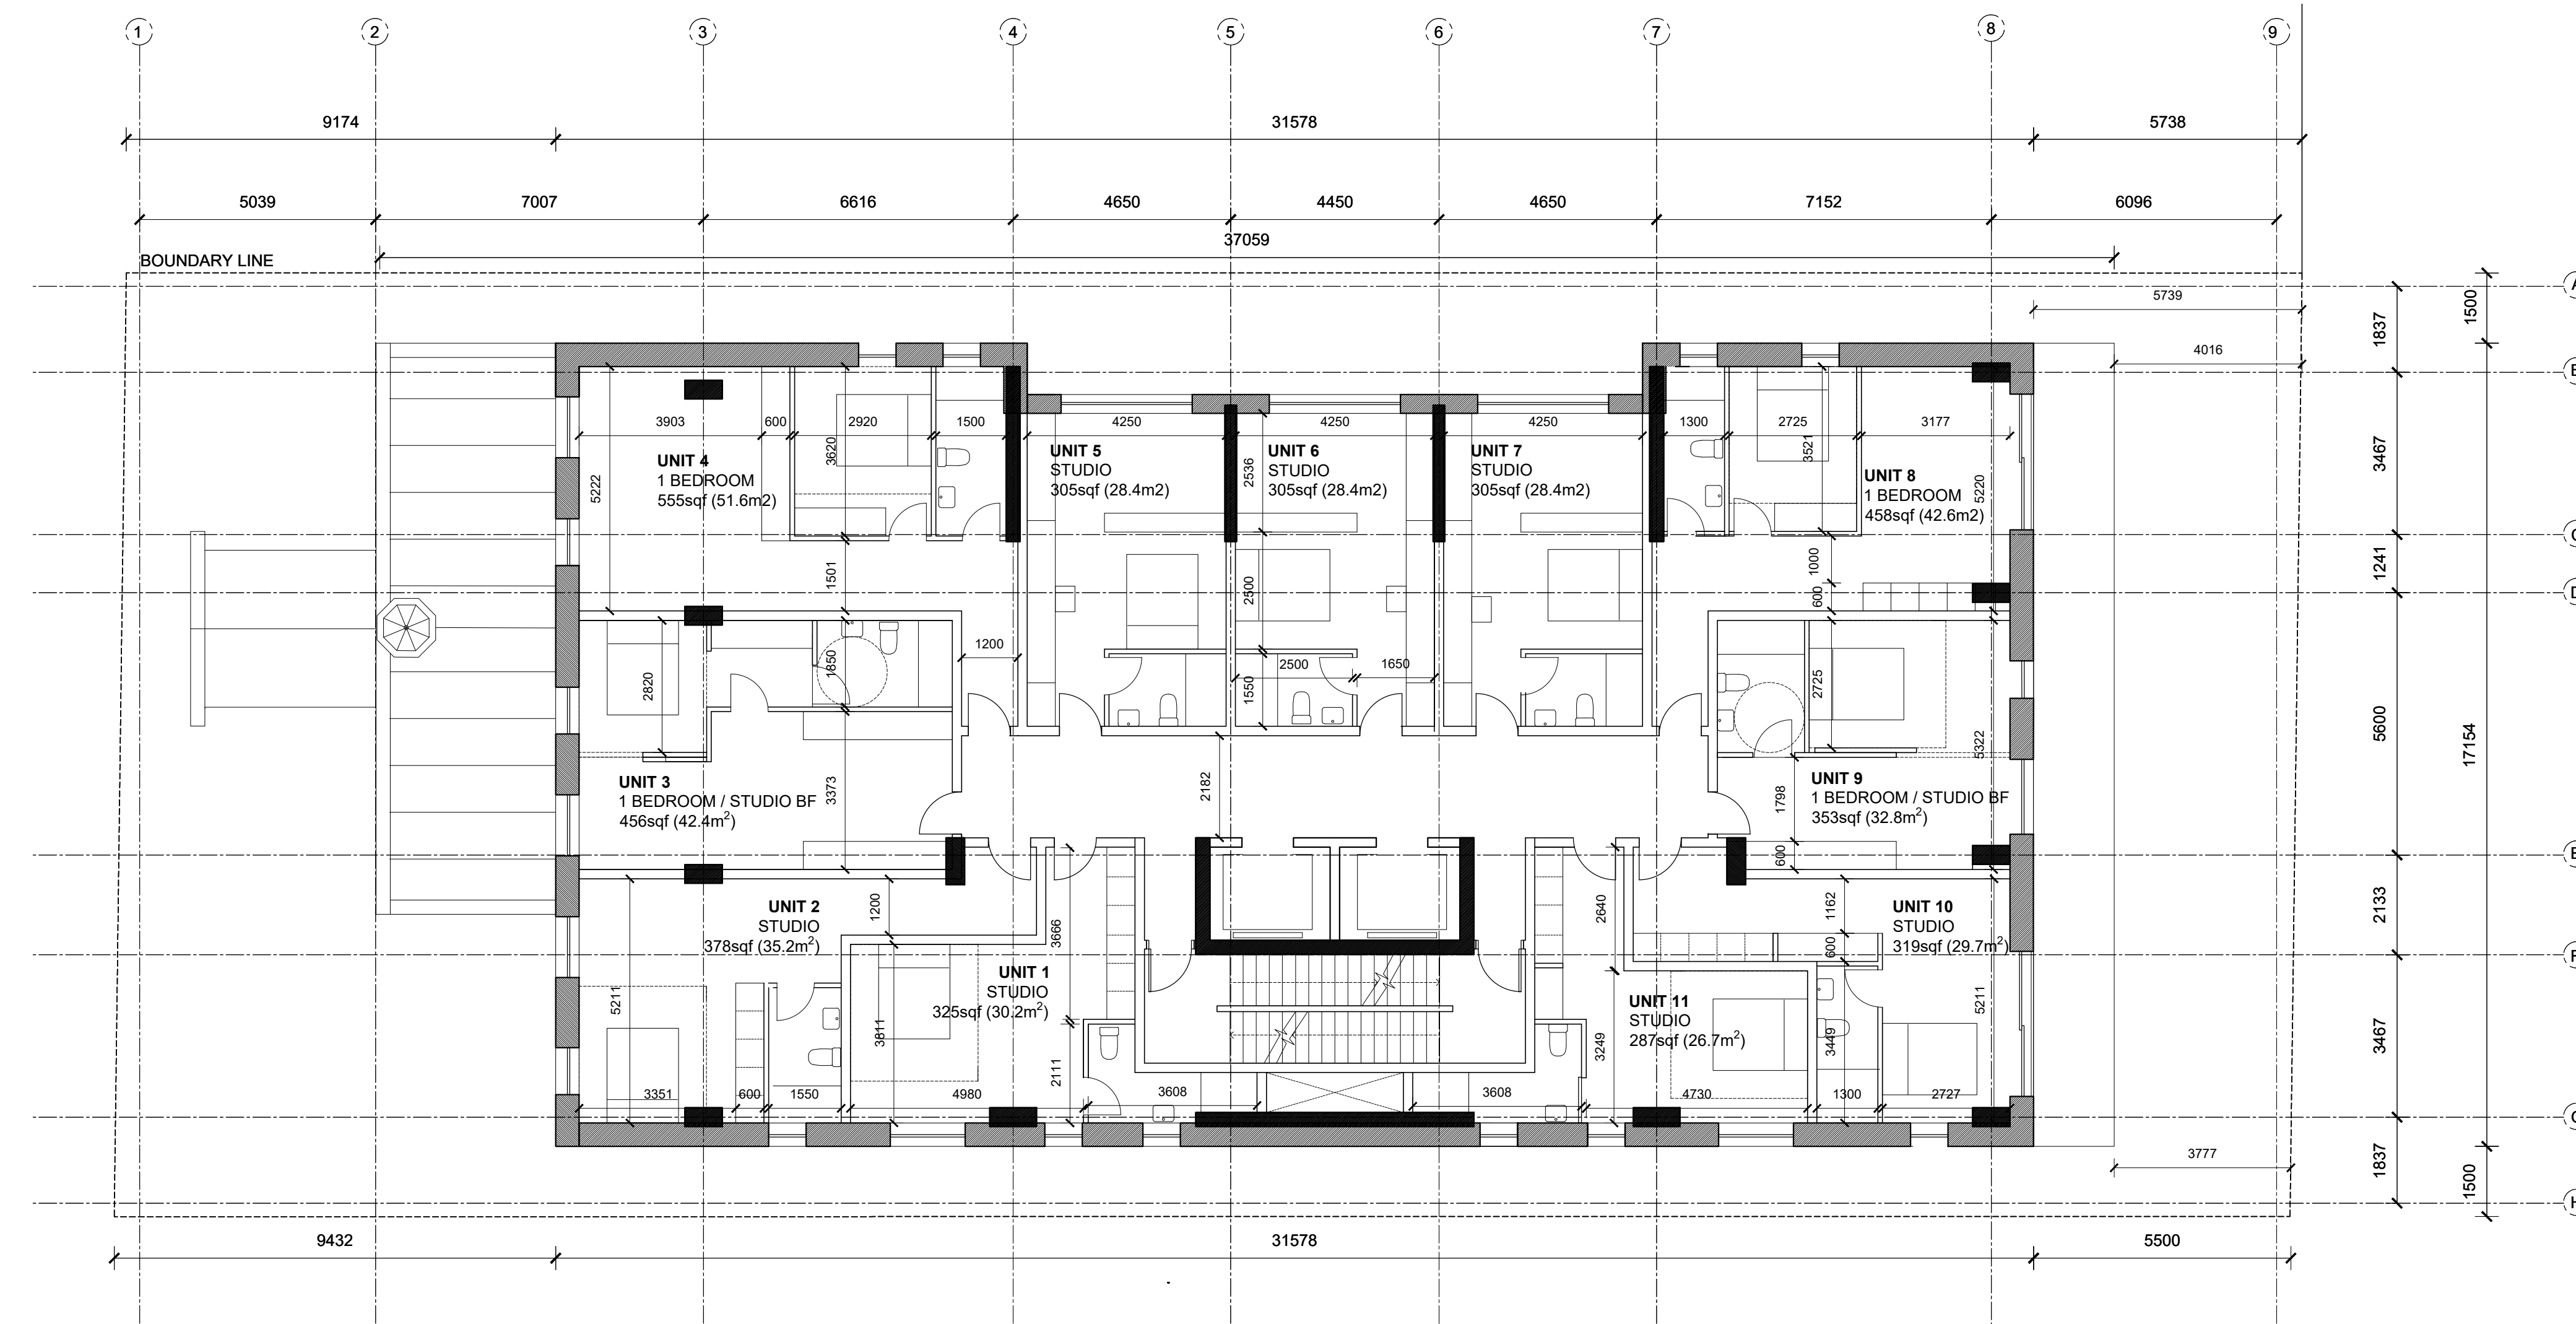 1 2 3 4 5 6 7 8 9
9174 31578 5738
5039 7007 6616 4650 4450 4650 7152 6096
37059
BOUNDARY LINE
A
5739
1500
1837
4016
3903 600 2920 1500 4250 4250 4250 1300 2725 3177
3620
3521
3467
UNIT 4
1 BEDROOM
555sqf (51.6m2)
5222
UNIT 5
STUDIO
305sqf (28.4m2)
2536
UNIT 6
STUDIO
305sqf (28.4m2)
UNIT 7
STUDIO
305sqf (28.4m2)
UNIT 8
1 BEDROOM
458sqf (42.6m2)
5220
1501
2500
1000
600
1241
1200
2820
1850
1550
2500
1650
2725
5322
5600
17154
UNIT 3
1 BEDROOM / STUDIO BF
456sqf (42.4m²)
3373
2182
UNIT 9
1 BEDROOM / STUDIO BF
353sqf (32.8m²)
1798
600
UNIT 2
STUDIO
378sqf (35.2m²)
1200
3666
2640
1162
600
UNIT 10
STUDIO
319sqf (29.7m²)
2133
5211
UNIT 1
STUDIO
325sqf (30.2m²)
3811
2111
UNIT 11
STUDIO
287sqf (26.7m²)
3249
3449
5211
3467
3351 600 1550 4980 3608 3608 4730 1300 2727
3777
1837
1500
H
9432 31578 5500